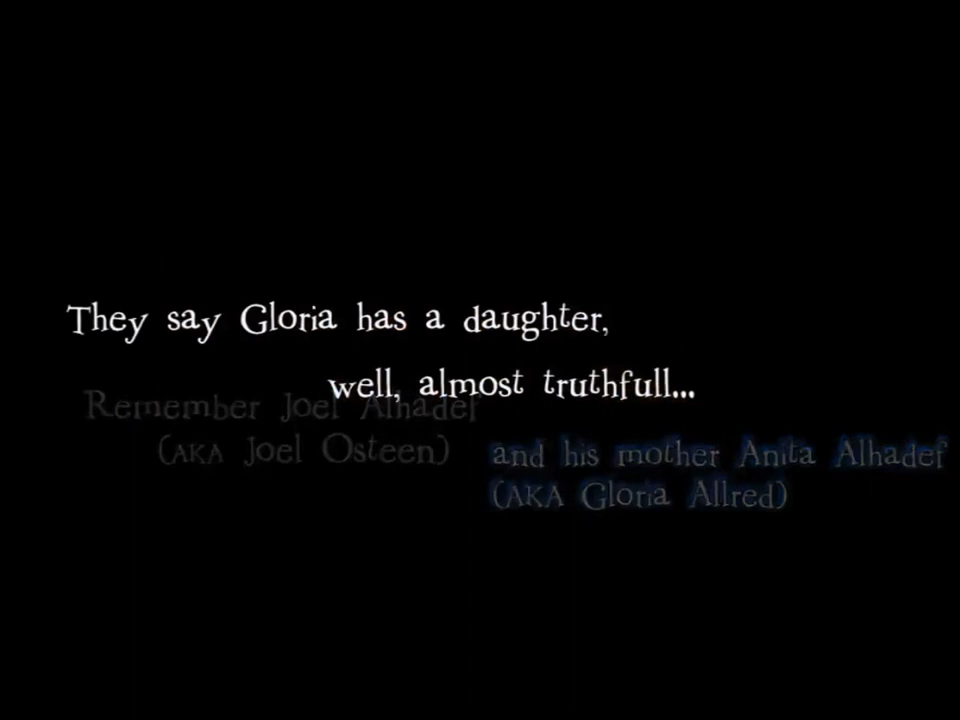 They say Gloria has a daughter,
well, almost truthfull...
Remember Joel Alhadef
(AKA Joel Osteen)
and his mother Anita Alhadef
(AKA Gloria Allred)